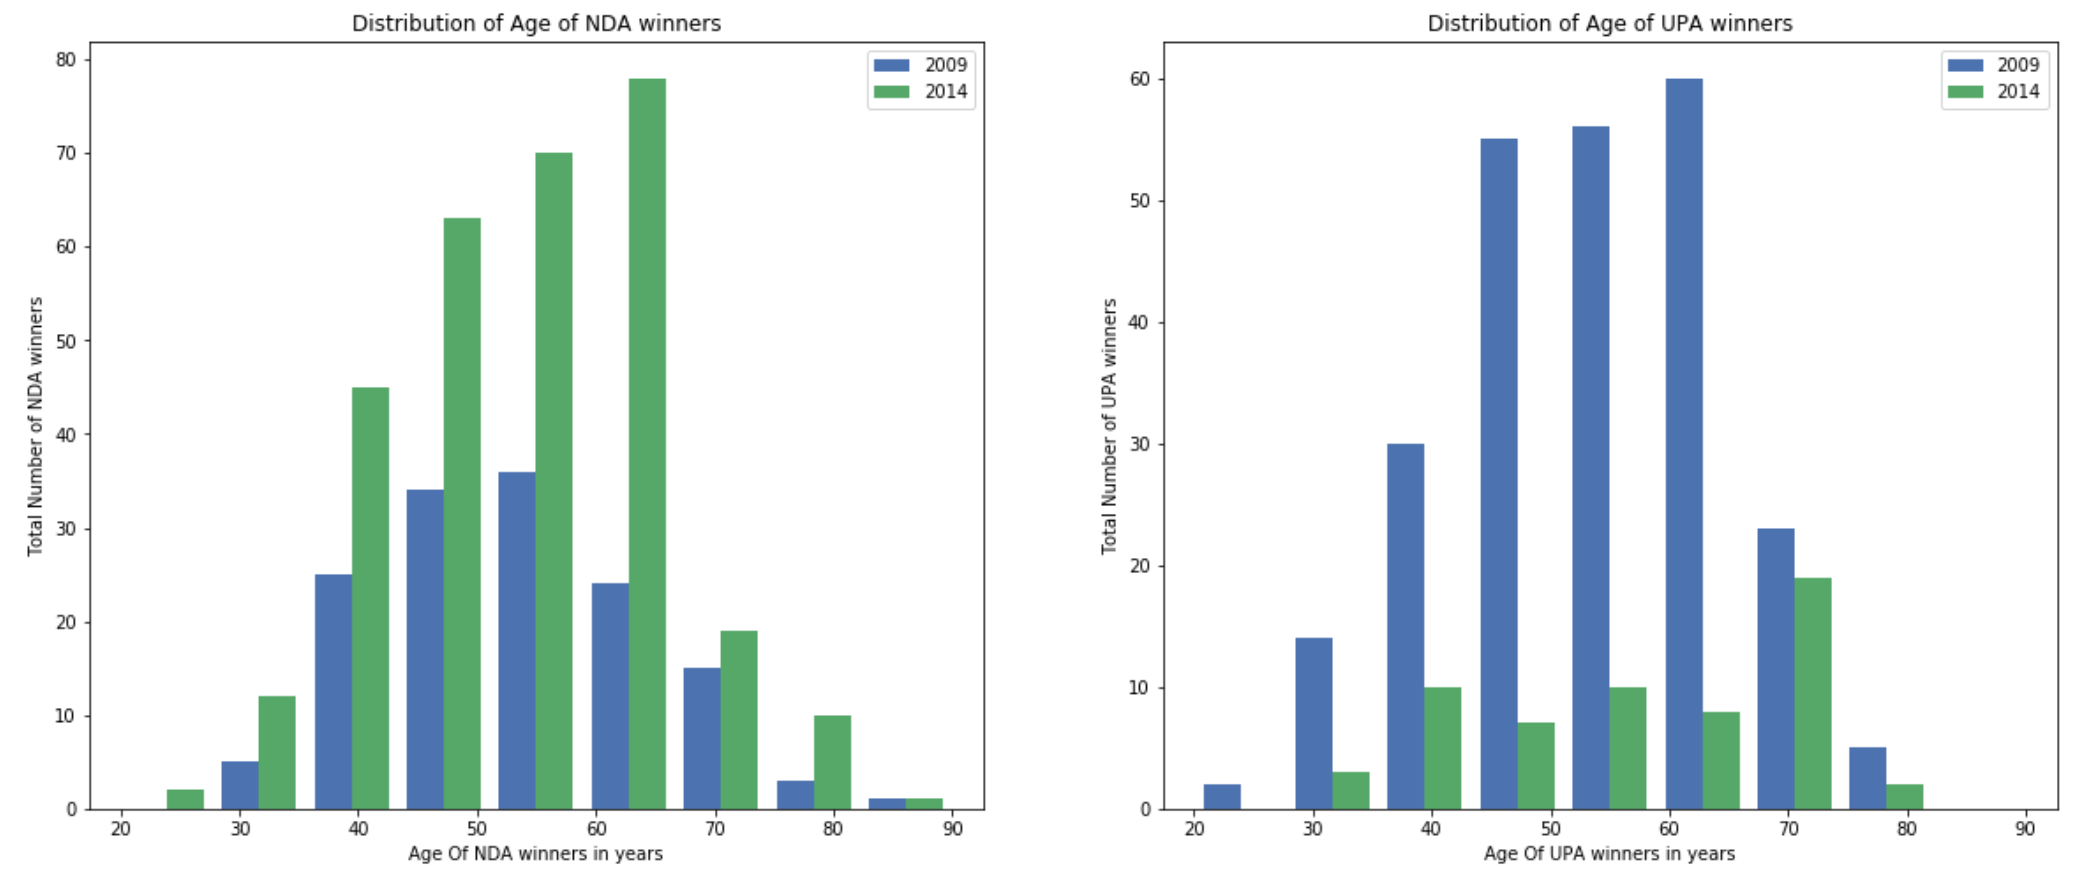 Distribution of Age of NDA winners
2009
2014
80
70
60
50
40
30
20
10
0
Total Number of NDA winners
20 30 40 50 60 70 80 90
Age Of NDA winners in years
Distribution of Age of UPA winners
2009
2014
60
50
40
30
20
10
0
Total Number of UPA winners
20 30 40 50 60 70 80 90
Age Of UPA winners in years